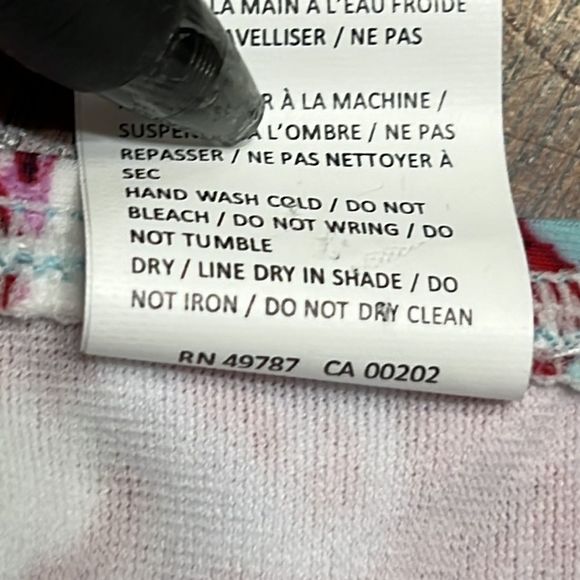 LA MAIN À L'EAU FROIDE
/ NE PAS
À LA MACHINE /
L'OMBRE / NE PAS
REPASSER / NE PAS NETTOYER À
SEC
HAND WASH COLD / DO NOT
BLEACH / DO NOT WRING / DO
NOT TUMBLE
DRY / LINE DRY IN SHADE / DO
NOT IRON / DO NOT DRY CLEAN
RN 49787 CA 00202